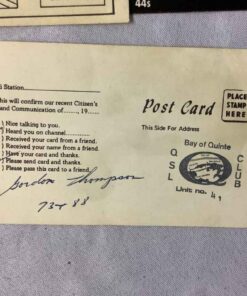 44s
Station:
this will confirm our recent Citizen's
and Communication of........, 19.....
) Nice talking to you.
) Heard you on channel
) Received your card from a friend.
) Received your name from a friend.
) Have your card and thanks.
) Please send card and thanks.
) Please pass this card to a friend.
Gordon Thompson
73 & 88
Post Card
This Side For Address
PLACE
STAMP
HERE
Bay of Quinte
QSL
CLUB
Unit no. 41